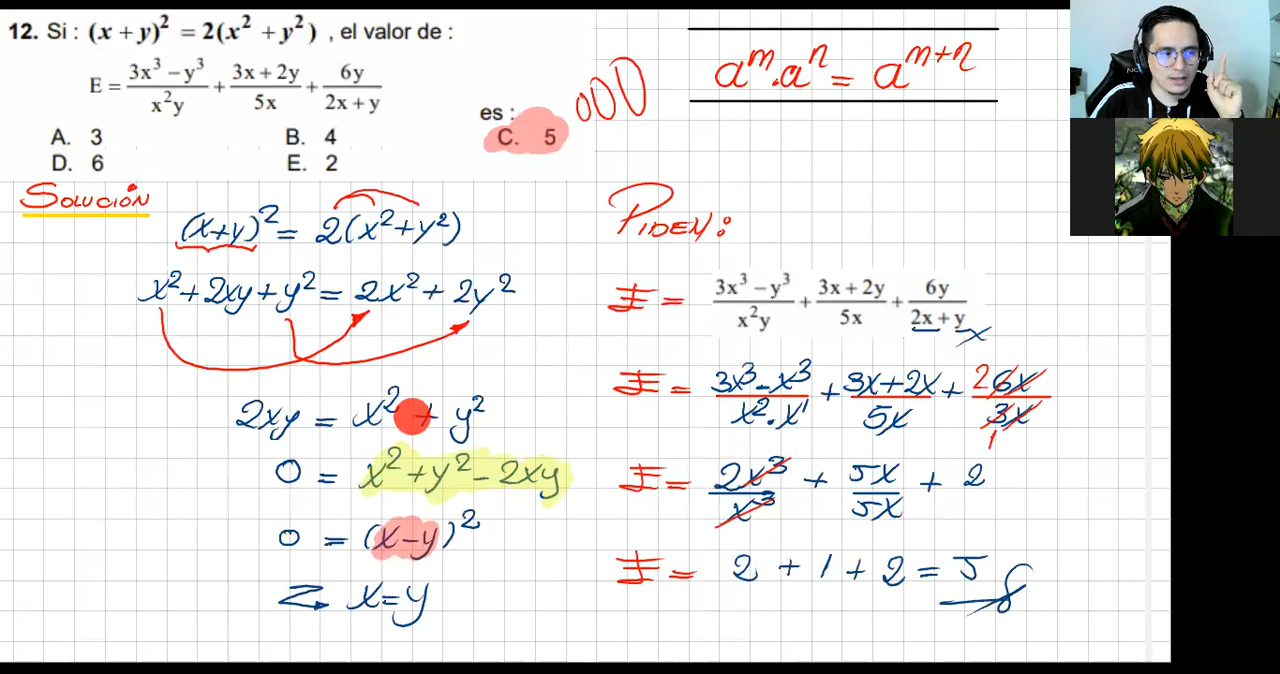 12. Si : (x + y)² = 2(x² + y²) , el valor de :
E = (3x³ − y³)/(x²y) + (3x + 2y)/(5x) + (6y)/(2x + y)
es :
A. 3
B. 4
C. 5
D. 6
E. 2
aᵐ·aⁿ = aᵐ⁺ⁿ
SOLUCIÓN
(x+y)² = 2(x²+y²)
x²+2xy+y² = 2x²+2y²
2xy = x² + y²
0 = x²+y²−2xy
0 = (x−y)²
x=y
PIDEN:
E = (3x³ − y³)/(x²y) + (3x + 2y)/(5x) + (6y)/(2x + y)
x
E = (3x³−x³)/(x²·x¹) + (3x+2x)/(5x) + (6x)/(3x)
2
1
E = 2x³/x³ + 5x/5x + 2
E = 2 + 1 + 2 = 5